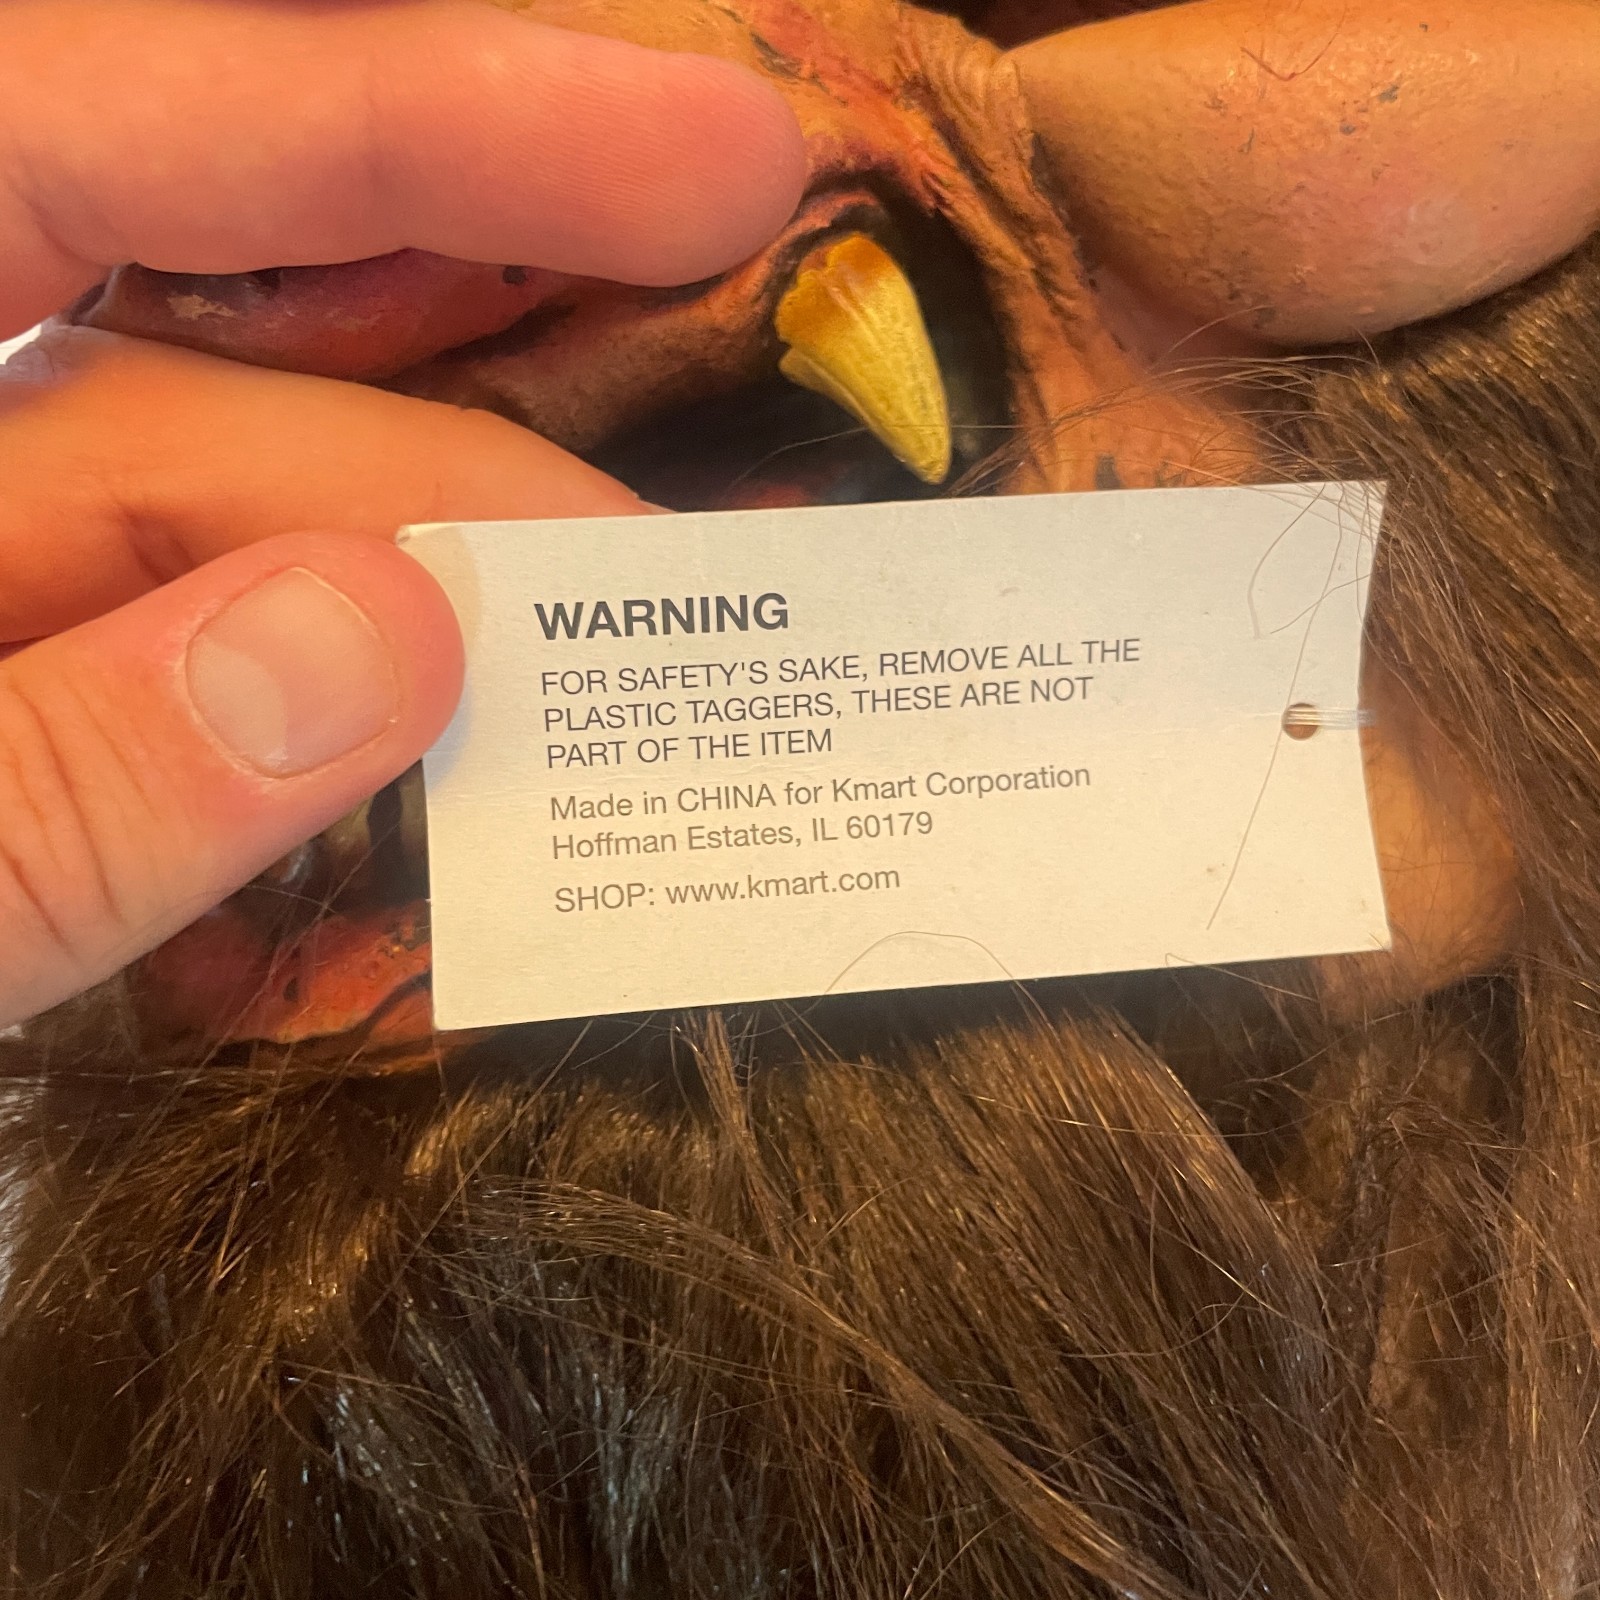 WARNING
FOR SAFETY'S SAKE, REMOVE ALL THE
PLASTIC TAGGERS, THESE ARE NOT
PART OF THE ITEM
Made in CHINA for Kmart Corporation
Hoffman Estates, IL 60179
SHOP: www.kmart.com